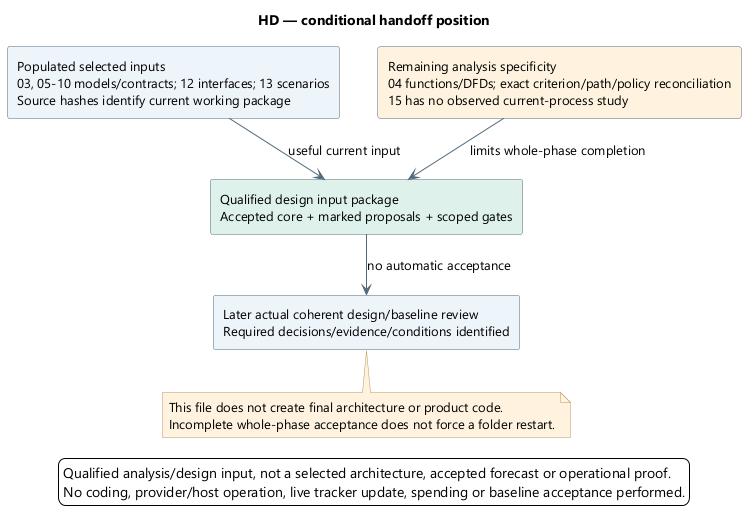 HD — conditional handoff position
Populated selected inputs
03, 05-10 models/contracts; 12 interfaces; 13 scenarios
Source hashes identify current working package
Remaining analysis specificity
04 functions/DFDs; exact criterion/path/policy reconciliation
15 has no observed current-process study
useful current input
limits whole-phase completion
Qualified design input package
Accepted core + marked proposals + scoped gates
no automatic acceptance
Later actual coherent design/baseline review
Required decisions/evidence/conditions identified
This file does not create final architecture or product code.
Incomplete whole-phase acceptance does not force a folder restart.
Qualified analysis/design input, not a selected architecture, accepted forecast or operational proof.
No coding, provider/host operation, live tracker update, spending or baseline acceptance performed.